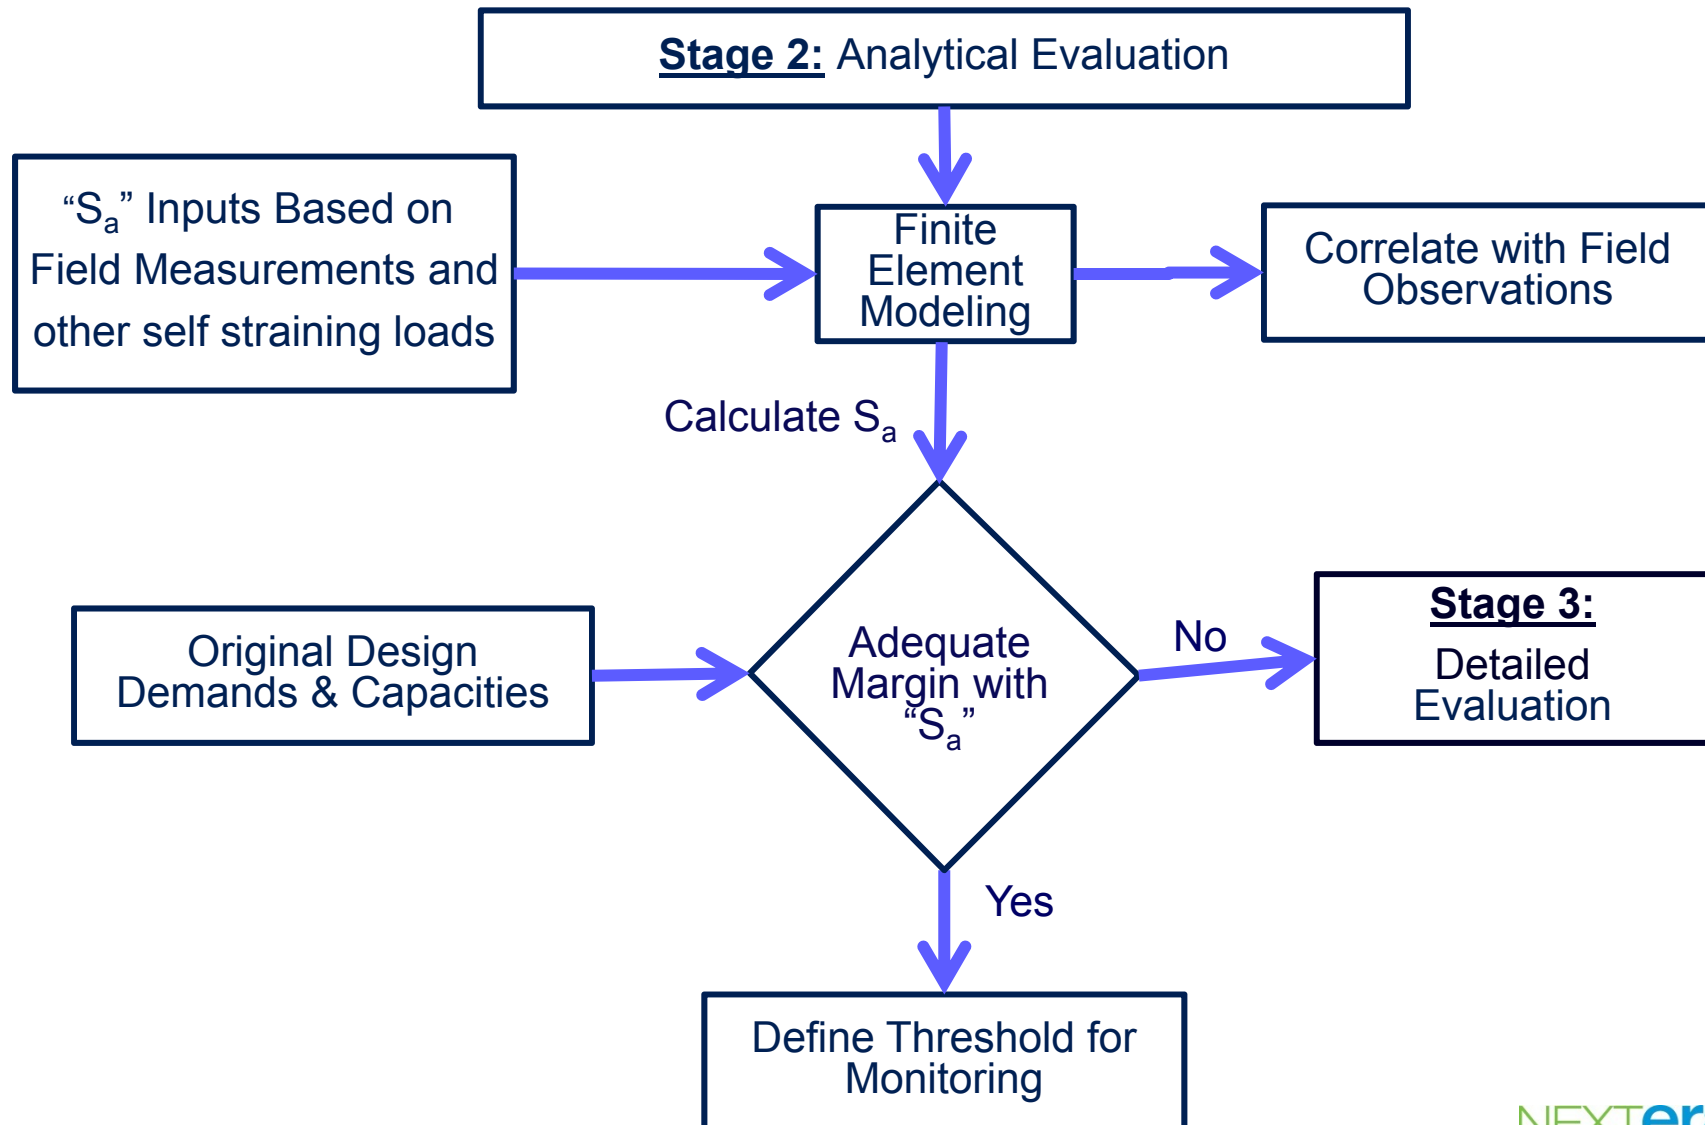 Stage 2: Analytical Evaluation
“Sa” Inputs Based on
Field Measurements and
other self straining loads
Finite
Element
Modeling
Correlate with Field
Observations
Calculate Sa
Original Design
Demands & Capacities
Adequate
Margin with
“Sa”
No
Stage 3:
Detailed
Evaluation
Yes
Define Threshold for
Monitoring